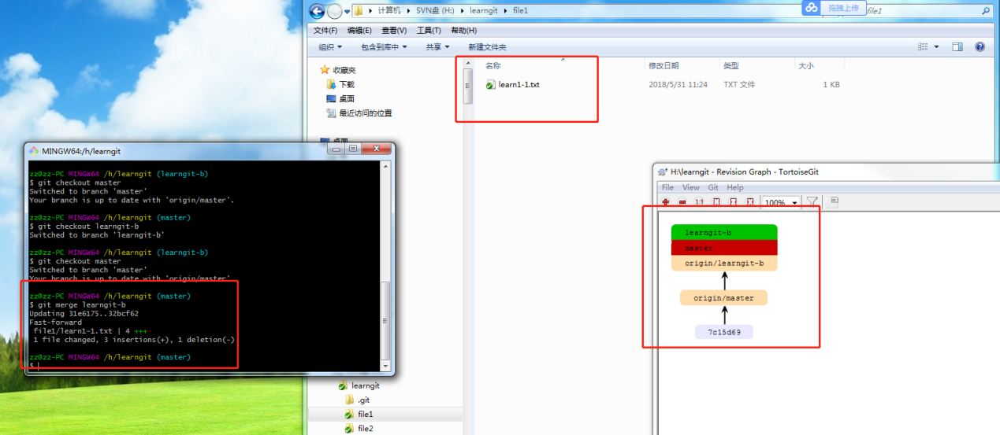 计算机 ▸ SVN盘 (H:) ▸ learngit ▸ file1
拖拽上传
file1
文件(F) 编辑(E) 查看(V) 工具(T) 帮助(H)
组织 包含到库中 共享 新建文件夹
收藏夹
下载
桌面
最近访问的位置
桌面
名称 修改日期 类型 大小
learn1-1.txt 2018/5/31 11:24 TXT 文件 1 KB
MINGW64:/h/learngit
zz@zz-PC MINGW64 /h/learngit (learngit-b)
$ git checkout master
Switched to branch 'master'
Your branch is up to date with 'origin/master'.
zz@zz-PC MINGW64 /h/learngit (master)
$ git checkout learngit-b
Switched to branch 'learngit-b'
zz@zz-PC MINGW64 /h/learngit (learngit-b)
$ git checkout master
Switched to branch 'master'
Your branch is up to date with 'origin/master'.
zz@zz-PC MINGW64 /h/learngit (master)
$ git merge learngit-b
Updating 31e6175..32bcf62
Fast-forward
file1/learn1-1.txt | 4 +++-
1 file changed, 3 insertions(+), 1 deletion(-)
zz@zz-PC MINGW64 /h/learngit (master)
$
learngit
.git
file1
file2
H:\learngit - Revision Graph - TortoiseGit
File View Git Help
1:1 100%
learngit-b
master
origin/learngit-b
origin/master
7c15d69